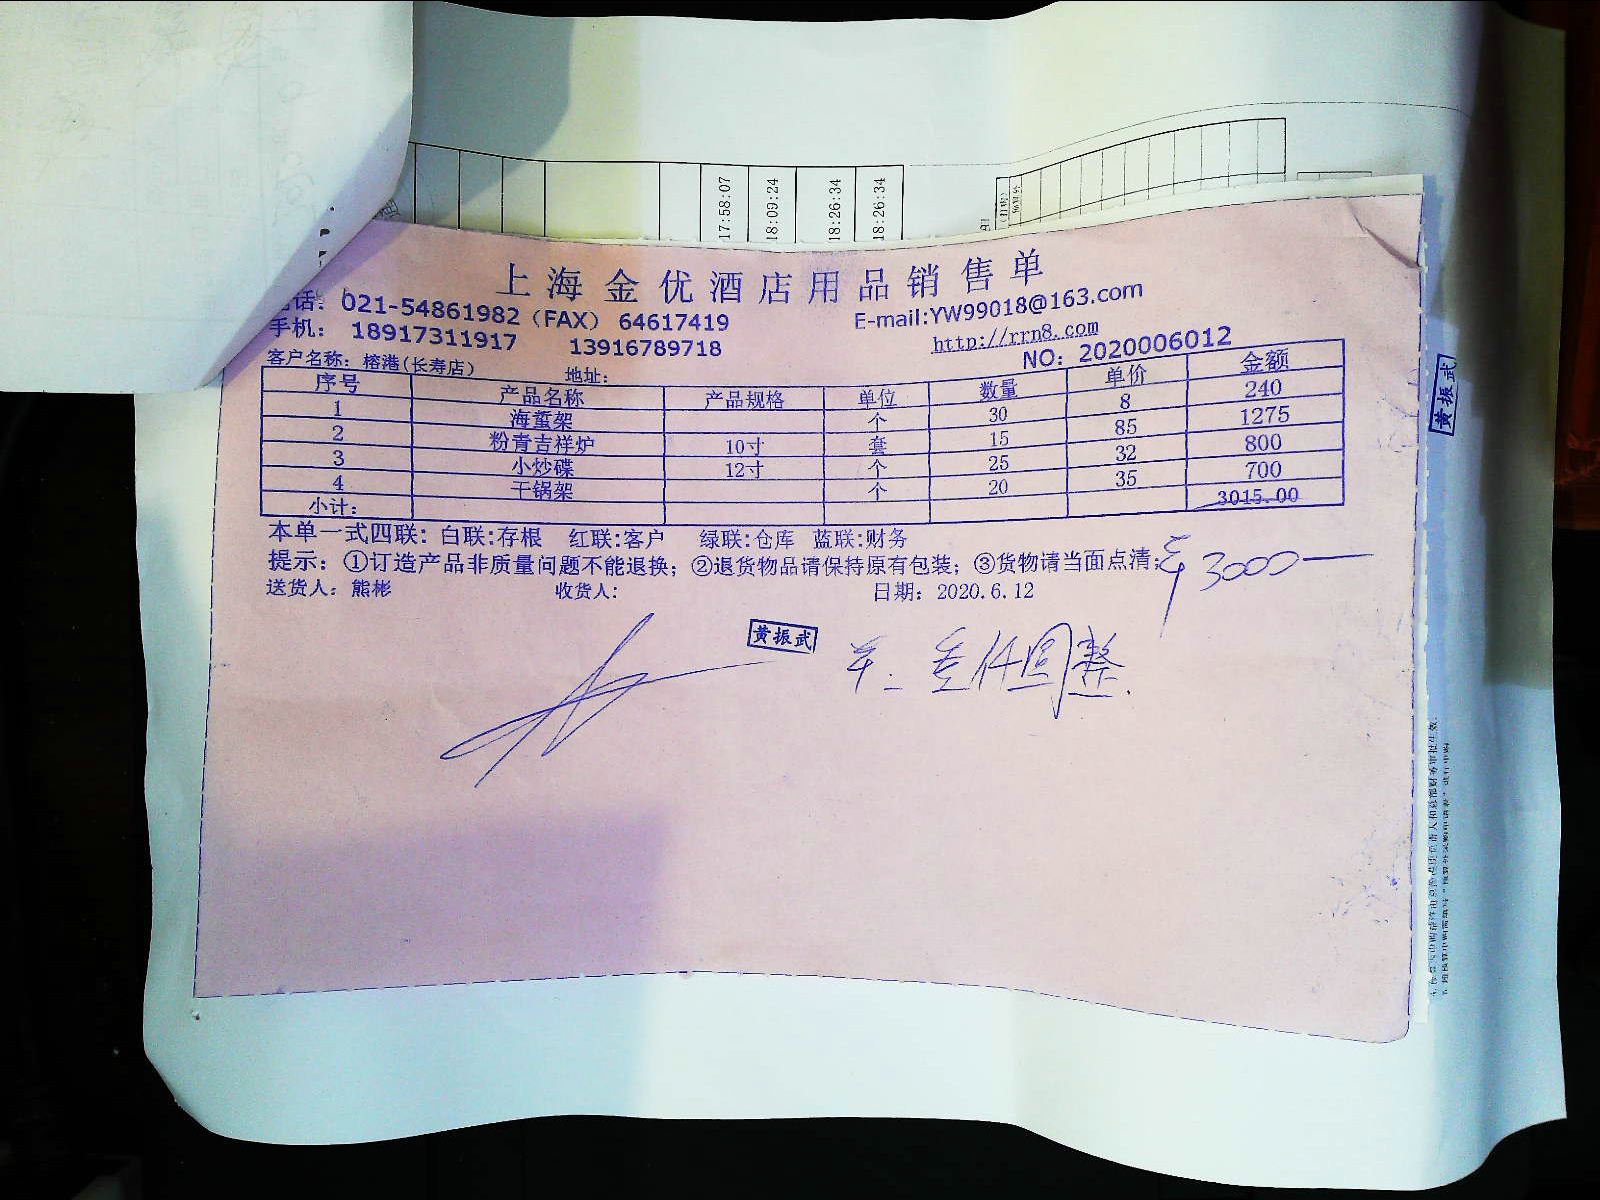 17:58:07
18:09:24
18:26:34
18:26:34
上海金优酒店用品销售单
话: 021-54861982（FAX） 64617419
E-mail:YW99018@163.com
手机: 18917311917 13916789718
http://rrn8.com
客户名称: 榕港(长寿店) 地址: NO: 2020006012
序号 产品名称 产品规格 单位 数量 单价 金额
1 海蜇架 个 30 8 240
2 粉青吉祥炉 10寸 套 15 85 1275
3 小炒碟 12寸 个 25 32 800
4 干锅架 个 20 35 700
小计: 3015.00
本单一式四联: 白联:存根 红联:客户 绿联:仓库 蓝联:财务
提示: ①订造产品非质量问题不能退换; ②退货物品请保持原有包装; ③货物请当面点清;
3000—
送货人: 熊彬 收货人: 日期: 2020.6.12
黄振武
叁仟圆整.
黄振武